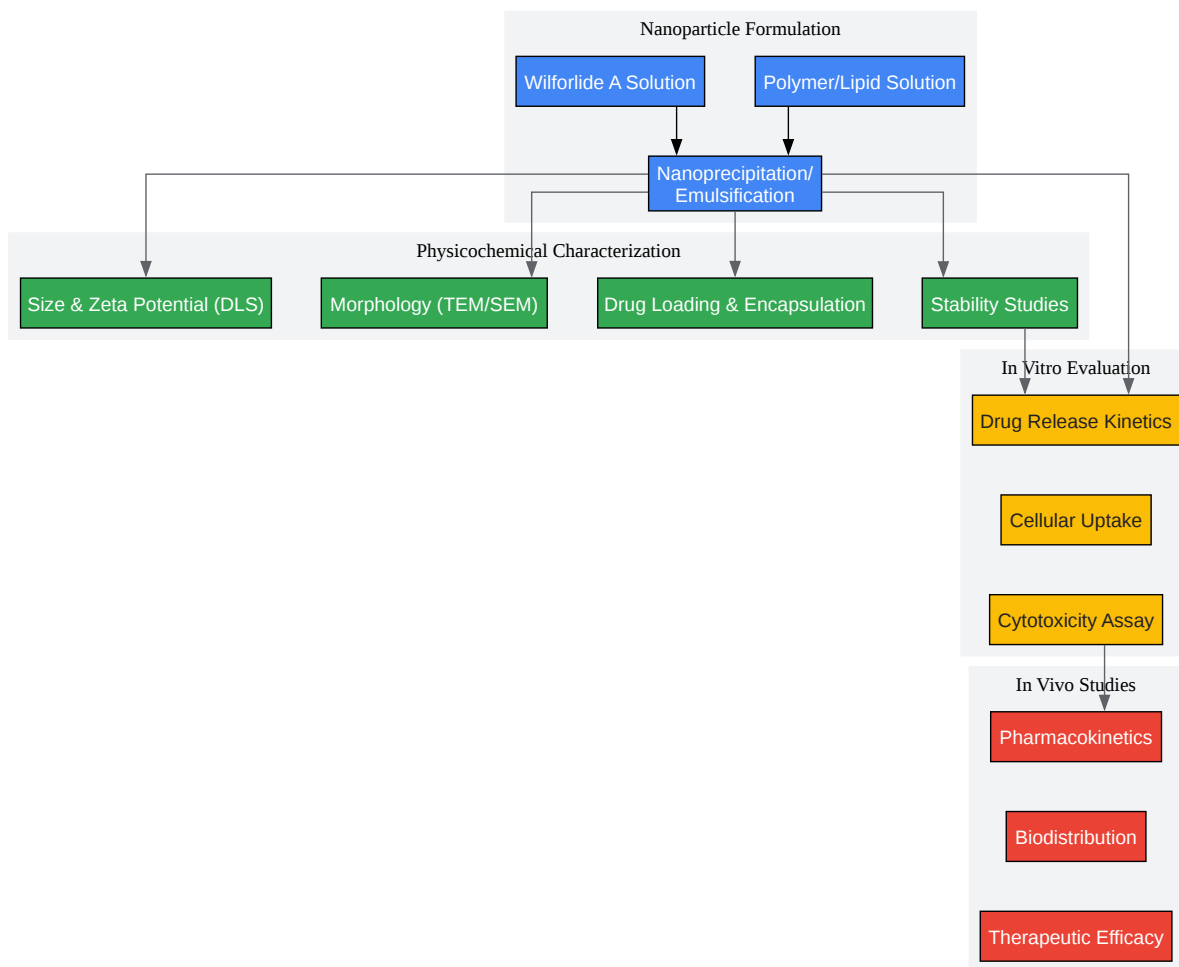 Nanoparticle Formulation
Wilforlide A Solution
Polymer/Lipid Solution
Nanoprecipitation/
Emulsification
Physicochemical Characterization
Size & Zeta Potential (DLS)
Morphology (TEM/SEM)
Drug Loading & Encapsulation
Stability Studies
In Vitro Evaluation
Drug Release Kinetics
Cellular Uptake
Cytotoxicity Assay
In Vivo Studies
Pharmacokinetics
Biodistribution
Therapeutic Efficacy